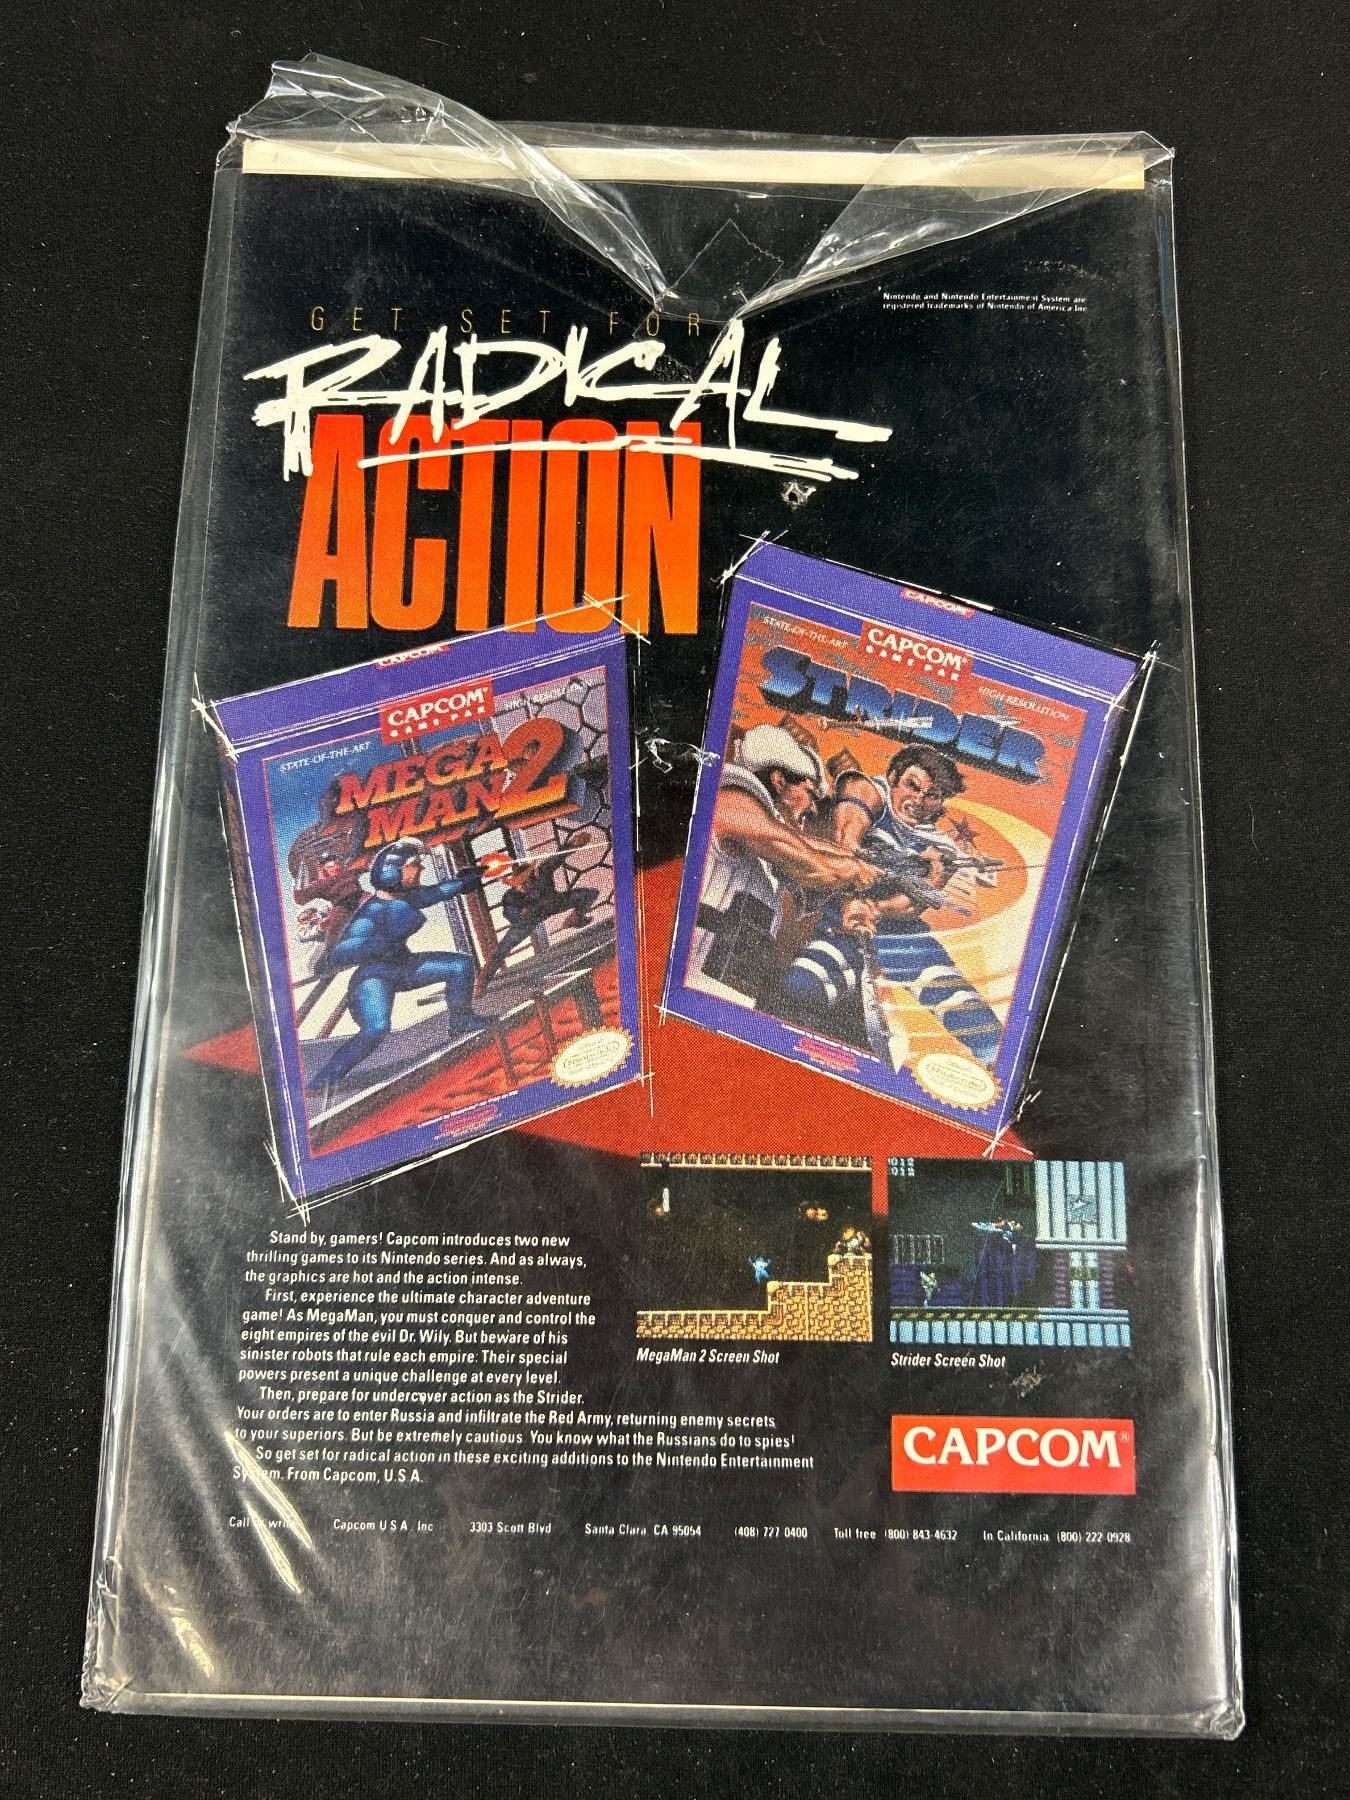 Nintendo and Nintendo Entertainment System are
registered trademarks of Nintendo of America Inc
GET SET FOR
RADICAL
ACTION
CAPCOM
CAPCOM®
GAME PAK
STATE-OF-THE-ART
HIGH RESOLUTION
MEGA
MAN 2
CAPCOM
CAPCOM®
GAME PAK
STATE-OF-THE-ART
HIGH RESOLUTION
STRIDER
Stand by, gamers! Capcom introduces two new
thrilling games to its Nintendo series. And as always,
the graphics are hot and the action intense.
First, experience the ultimate character adventure
game! As MegaMan, you must conquer and control the
eight empires of the evil Dr. Wily. But beware of his
sinister robots that rule each empire: Their special
powers present a unique challenge at every level.
Then, prepare for undercover action as the Strider.
Your orders are to enter Russia and infiltrate the Red Army, returning enemy secrets
to your superiors. But be extremely cautious. You know what the Russians do to spies!
So get set for radical action in these exciting additions to the Nintendo Entertainment
System. From Capcom, U.S.A.
MegaMan 2 Screen Shot
012
012
Strider Screen Shot
CAPCOM®
Call or write Capcom U S A Inc 3303 Scott Blvd Santa Clara CA 95054 (408) 727 0400 Toll free (800) 843-4632 In California (800) 222 0928